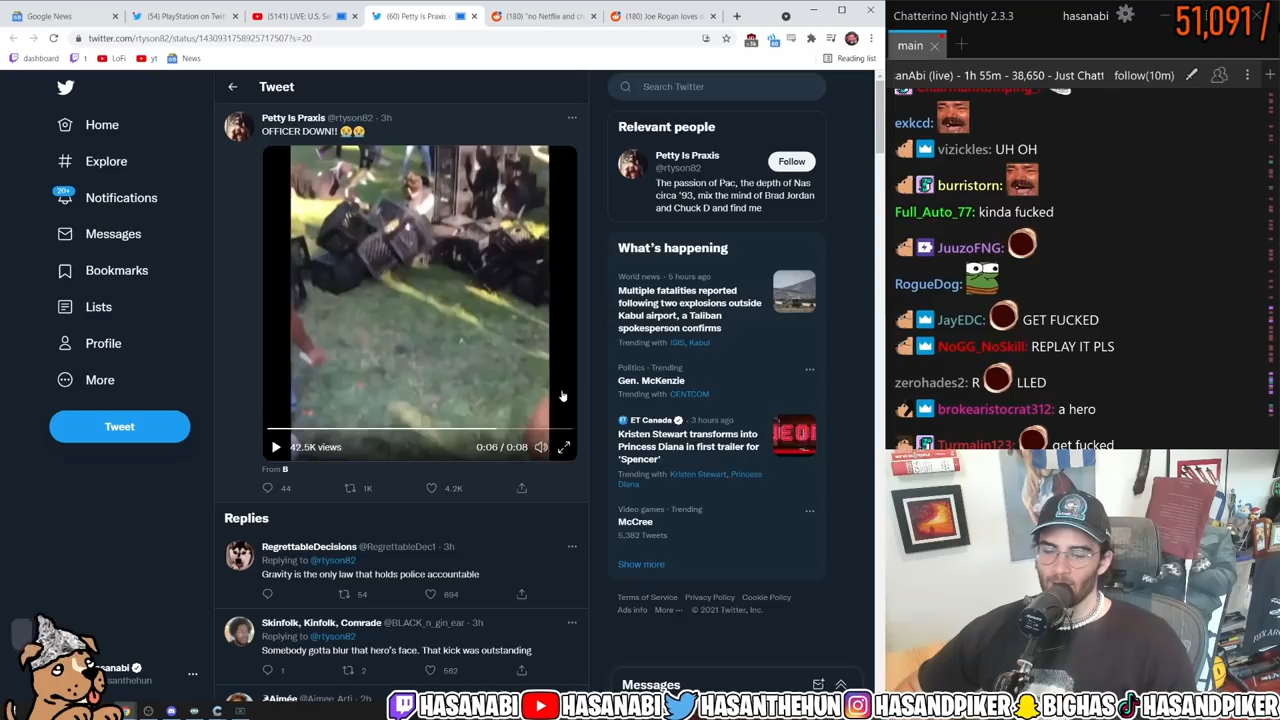 Google News
(54) PlayStation on Twi
(5141) LIVE: U.S. Se
(60) Petty Is Praxis
(180) "no Netflix and ch
(180) Joe Rogan loves d
twitter.com/rtyson82/status/1430931758925717507?s=20
dashboard
1
LoFi
yt
News
Reading list
Home
Explore
20+
Notifications
Messages
Bookmarks
Lists
Profile
More
Tweet
Tweet
Petty Is Praxis @rtyson82 · 3h
OFFICER DOWN!!
42.5K views
0:06 / 0:08
From B
44
1K
4.2K
Replies
RegrettableDecisions @RegrettableDec1 · 3h
Replying to @rtyson82
Gravity is the only law that holds police accountable
54
694
Skinfolk, Kinfolk, Comrade @BLACK_n_gin_ear · 3h
Replying to @rtyson82
Somebody gotta blur that hero's face. That kick was outstanding
1
2
562
Search Twitter
Relevant people
Petty Is Praxis
@rtyson82
Follow
The passion of Pac, the depth of Nas
circa '93, mix the mind of Brad Jordan
and Chuck D and find me
What's happening
World news · 5 hours ago
Multiple fatalities reported
following two explosions outside
Kabul airport, a Taliban
spokesperson confirms
Trending with ISIS, Kabul
Politics · Trending
Gen. McKenzie
Trending with CENTCOM
ET Canada · 3 hours ago
Kristen Stewart transforms into
Princess Diana in first trailer for
'Spencer'
Trending with Kristen Stewart, Princess
Diana
Video games · Trending
McCree
5,382 Tweets
Show more
Terms of Service Privacy Policy Cookie Policy
Ads info More ··· © 2021 Twitter, Inc.
Messages
Chatterino Nightly 2.3.3
hasanabi
51,091 /
main
anAbi (live) - 1h 55m - 38,650 - Just Chatt
follow(10m)
exkcd:
vizickles: UH OH
burristorn:
Full_Auto_77: kinda fucked
JuuzoFNG:
RogueDog:
JayEDC: GET FUCKED
NoGG_NoSkill: REPLAY IT PLS
zerohades2: R LLED
brokearistocrat312: a hero
Turmalin123: get fucked
HASANABI
HASANABI
HASANTHEHUN
HASANDPIKER
BIGHAS
HASANDPIKER